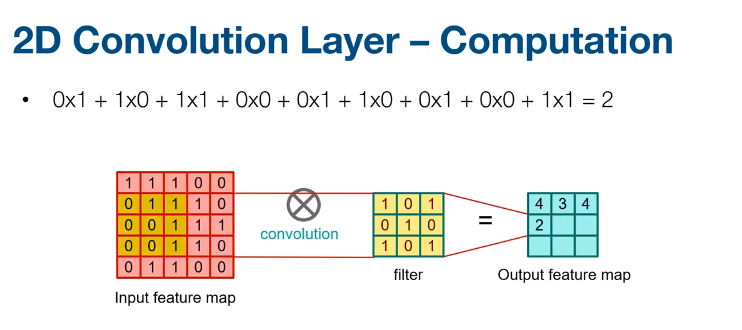 2D Convolution Layer – Computation
• 0x1 + 1x0 + 1x1 + 0x0 + 0x1 + 1x0 + 0x1 + 0x0 + 1x1 = 2
1 1 1 0 0
0 1 1 1 0
0 0 1 1 1
0 0 1 1 0
0 1 1 0 0
Input feature map
convolution
1 0 1
0 1 0
1 0 1
filter
=
4 3 4
2
Output feature map